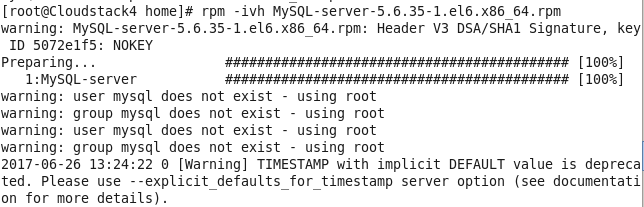 [root@Cloudstack4 home]# rpm -ivh MySQL-server-5.6.35-1.el6.x86_64.rpm
warning: MySQL-server-5.6.35-1.el6.x86_64.rpm: Header V3 DSA/SHA1 Signature, key
 ID 5072e1f5: NOKEY
Preparing...                ########################################### [100%]
   1:MySQL-server           ########################################### [100%]
warning: user mysql does not exist - using root
warning: group mysql does not exist - using root
warning: user mysql does not exist - using root
warning: group mysql does not exist - using root
2017-06-26 13:24:22 0 [Warning] TIMESTAMP with implicit DEFAULT value is depreca
ted. Please use --explicit_defaults_for_timestamp server option (see documentati
on for more details).